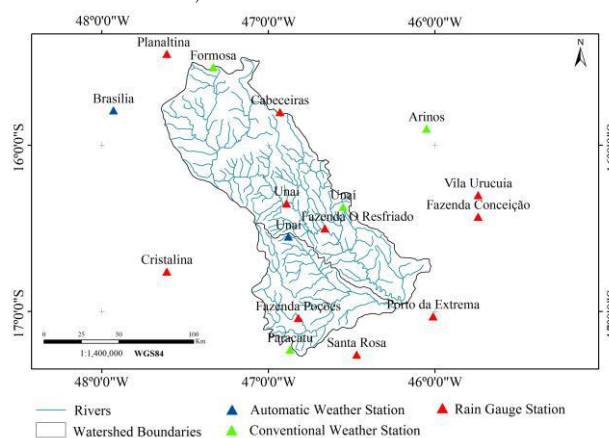 48°0'0"W 47°0'0"W 46°0'0"W
N
Planaltina
Formosa
Brasília
Cabeceiras
Arinos
16°0'0"S
Vila Urucuia
Unaí
Unaí
Fazenda Conceição
Fazenda O Resfriado
Unaí
Cristalina
Fazenda Poções
Porto da Extrema
17°0'0"S
Paracatu
Santa Rosa
0 25 50 100
Km
1:1,400,000 WGS84
48°0'0"W 47°0'0"W 46°0'0"W
Rivers
Automatic Weather Station
Rain Gauge Station
Watershed Boundaries
Conventional Weather Station